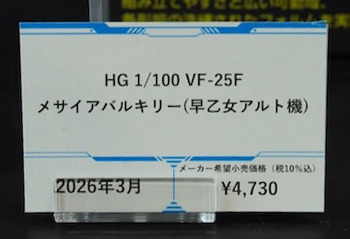 HG 1/100 VF-25F
メサイアバルキリー(早乙女アルト機)
メーカー希望小売価格（税10％込）
2026年3月
¥4,730